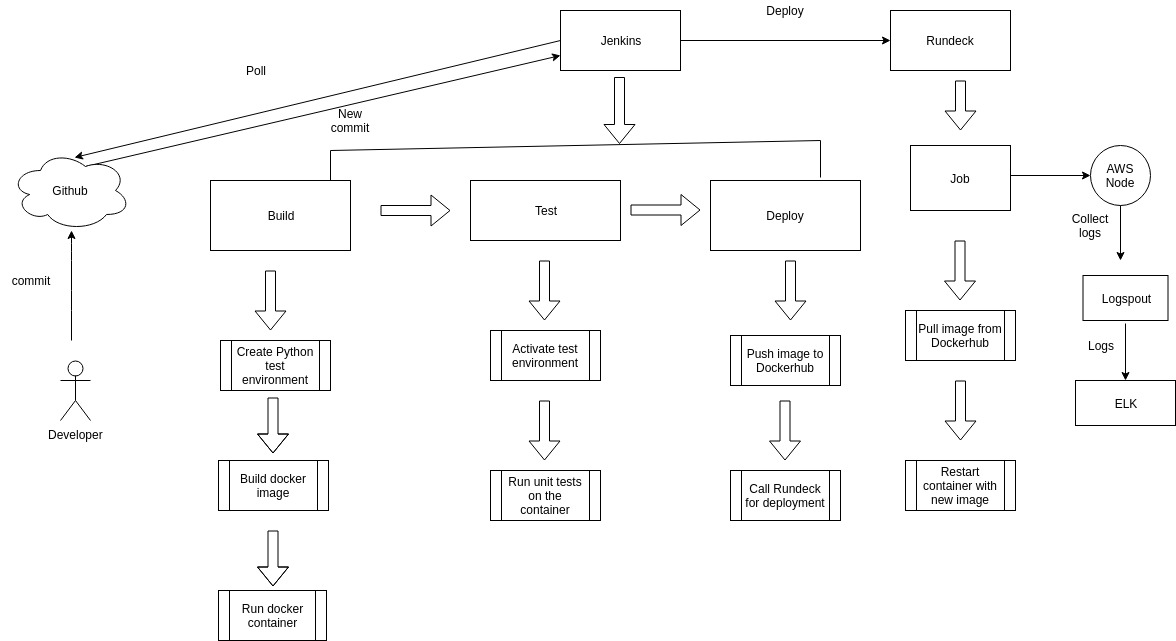 Deploy
Jenkins
Rundeck
Poll
New
commit
Github
Build
Test
Deploy
Job
AWS
Node
Collect
logs
commit
Logspout
Logs
ELK
Developer
Create Python
test
environment
Build docker
image
Run docker
container
Activate test
environment
Run unit tests
on the
container
Push image to
Dockerhub
Call Rundeck
for deployment
Pull image from
Dockerhub
Restart
container with
new image